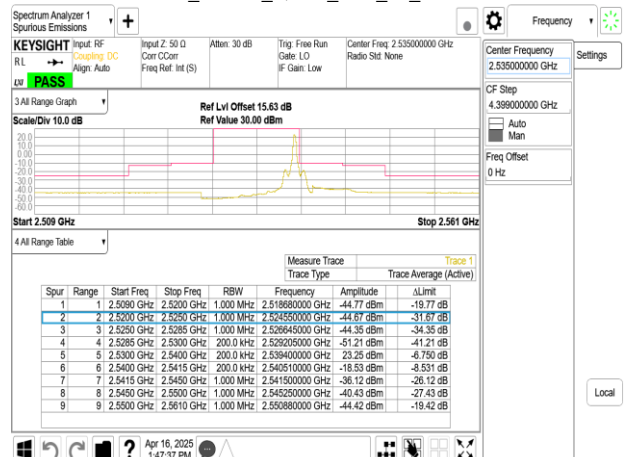 Spectrum Analyzer 1
Spurious Emissions
Frequency
KEYSIGHT
Input: RF
Coupling: DC
Align: Auto
Input Z: 50 Ω
Corr CCorr
Freq Ref: Int (S)
Atten: 30 dB
Trig: Free Run
Gate: LO
IF Gain: Low
Center Freq: 2.535000000 GHz
Radio Std: None
RL
LXI
PASS
Center Frequency
2.535000000 GHz
Settings
CF Step
4.399000000 GHz
Auto
Man
Freq Offset
0 Hz
3 All Range Graph
Ref Lvl Offset 15.63 dB
Scale/Div 10.0 dB
Ref Value 30.00 dBm
20.0
10.0
0.00
-10.0
-20.0
-30.0
-40.0
-50.0
-60.0
Start 2.509 GHz
Stop 2.561 GHz
4 All Range Table
Measure Trace Trace 1
Trace Type Trace Average (Active)
Spur Range Start Freq Stop Freq RBW Frequency Amplitude ΔLimit
1 1 2.5090 GHz 2.5200 GHz 1.000 MHz 2.518680000 GHz -44.77 dBm -19.77 dB
2 2 2.5200 GHz 2.5250 GHz 1.000 MHz 2.524550000 GHz -44.67 dBm -31.67 dB
3 3 2.5250 GHz 2.5285 GHz 1.000 MHz 2.526645000 GHz -44.35 dBm -34.35 dB
4 4 2.5285 GHz 2.5300 GHz 200.0 kHz 2.529205000 GHz -51.21 dBm -41.21 dB
5 5 2.5300 GHz 2.5400 GHz 200.0 kHz 2.539400000 GHz 23.25 dBm -6.750 dB
6 6 2.5400 GHz 2.5415 GHz 200.0 kHz 2.540510000 GHz -18.53 dBm -8.531 dB
7 7 2.5415 GHz 2.5450 GHz 1.000 MHz 2.541500000 GHz -36.12 dBm -26.12 dB
8 8 2.5450 GHz 2.5500 GHz 1.000 MHz 2.545250000 GHz -40.43 dBm -27.43 dB
9 9 2.5500 GHz 2.5610 GHz 1.000 MHz 2.550880000 GHz -44.42 dBm -19.42 dB
Local
Apr 16, 2025
1:47:37 PM